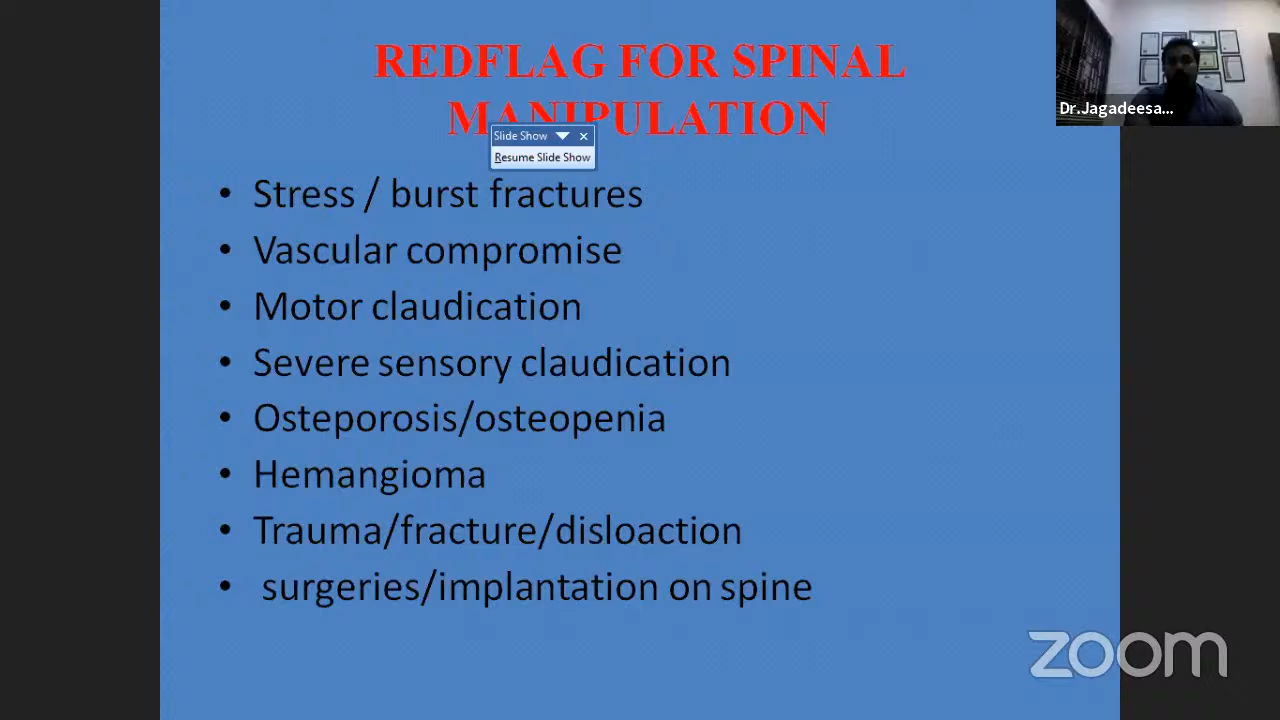 REDFLAG FOR SPINAL
MANIPULATION
Slide Show
Resume Slide Show
• Stress / burst fractures
• Vascular compromise
• Motor claudication
• Severe sensory claudication
• Osteporosis/osteopenia
• Hemangioma
• Trauma/fracture/disloaction
• surgeries/implantation on spine
Dr.Jagadeesa...
zoom